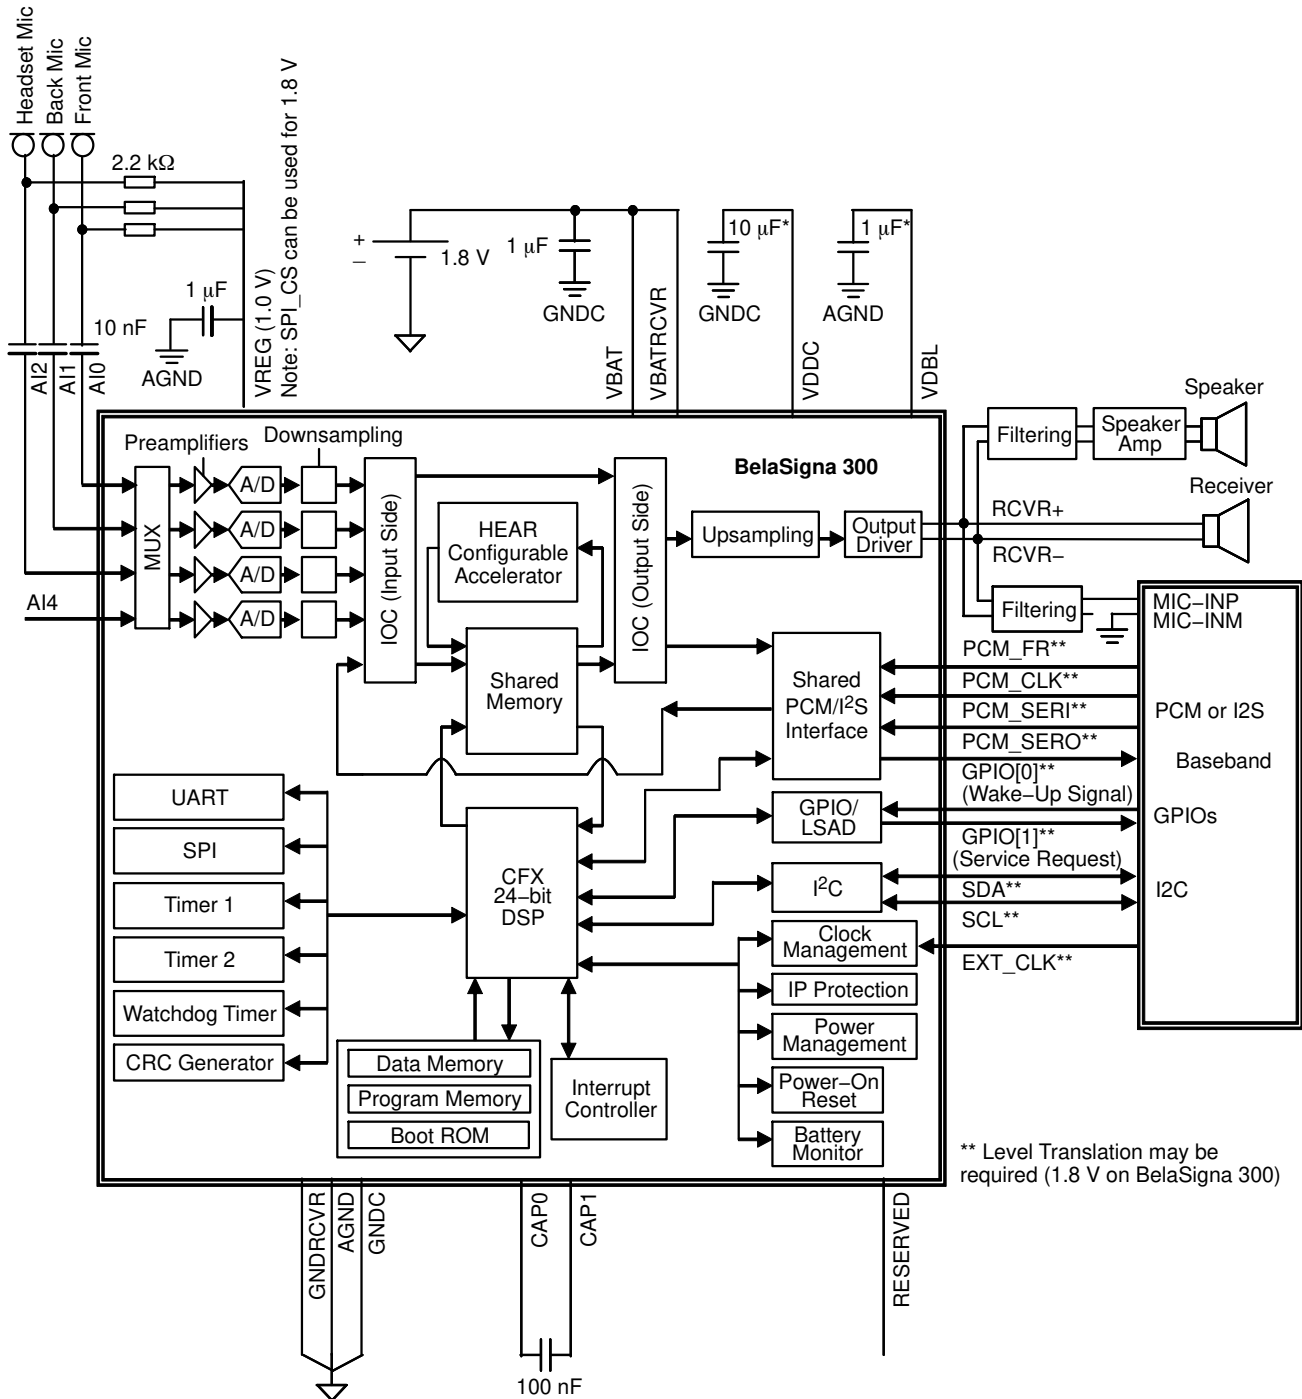 Headset Mic
Back Mic
Front Mic
2.2 kΩ
1 μF
10 nF
AGND
AI2
AI1
AI0
VREG (1.0 V)
Note: SPI_CS can be used for 1.8 V
+
−
1.8 V
1 μF
GNDC
10 μF*
GNDC
1 μF*
AGND
VBAT
VBATRCVR
VDDC
VDBL
Preamplifiers
Downsampling
BelaSigna 300
MUX
A/D
A/D
A/D
A/D
AI4
IOC (Input Side)
HEAR
Configurable
Accelerator
IOC (Output Side)
Upsampling
Output
Driver
Filtering
Speaker
Amp
Speaker
Receiver
RCVR+
RCVR−
Filtering
MIC−INP
MIC−INM
Shared
Memory
Shared
PCM/I²S
Interface
PCM_FR**
PCM_CLK**
PCM_SERI**
PCM_SERO**
PCM or I2S
Baseband
GPIO[0]**
(Wake−Up Signal)
GPIO/
LSAD
GPIOs
GPIO[1]**
(Service Request)
I²C
SDA**
I2C
SCL**
EXT_CLK**
UART
SPI
Timer 1
Timer 2
Watchdog Timer
CRC Generator
CFX
24−bit
DSP
Clock
Management
IP Protection
Power
Management
Power−On
Reset
Battery
Monitor
Data Memory
Program Memory
Boot ROM
Interrupt
Controller
** Level Translation may be
required (1.8 V on BelaSigna 300)
GNDRCVR
AGND
GNDC
CAP0
CAP1
100 nF
RESERVED